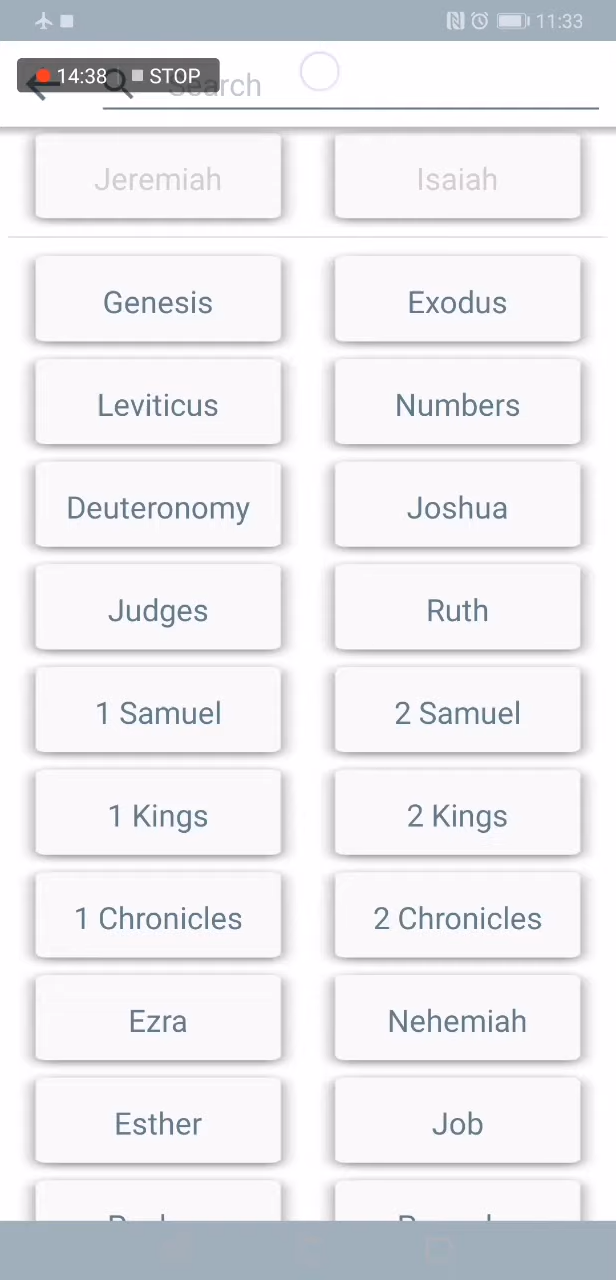 11:33
14:38 STOP
Search
Jeremiah Isaiah
Genesis Exodus
Leviticus Numbers
Deuteronomy Joshua
Judges Ruth
1 Samuel 2 Samuel
1 Kings 2 Kings
1 Chronicles 2 Chronicles
Ezra Nehemiah
Esther Job